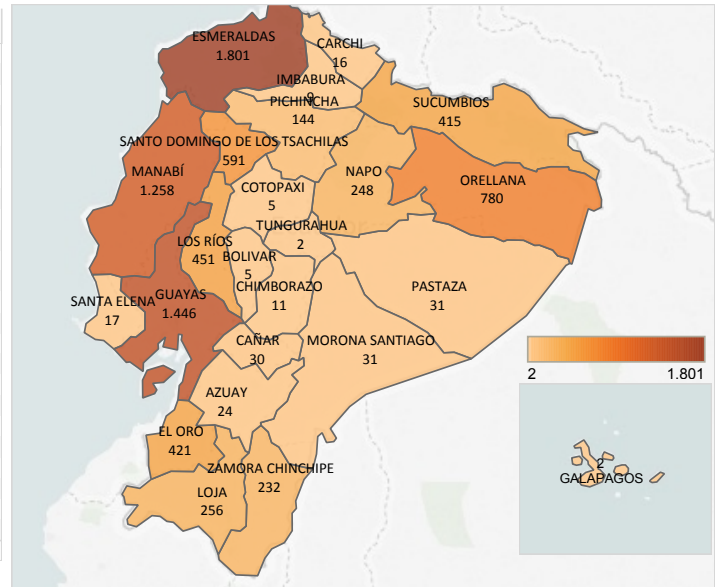 ESMERALDAS
1.801
CARCHI
16
IMBABURA
9
PICHINCHA
144
SUCUMBIOS
415
SANTO DOMINGO DE LOS TSACHILAS
591
MANABÍ
1.258
NAPO
248
ORELLANA
780
COTOPAXI
5
TUNGURAHUA
2
LOS RÍOS
451
BOLIVAR
5
CHIMBORAZO
11
PASTAZA
31
SANTA ELENA
17
GUAYAS
1.446
CAÑAR
30
MORONA SANTIAGO
31
2
1.801
AZUAY
24
EL ORO
421
ZAMORA CHINCHIPE
232
LOJA
256
2
GALAPAGOS